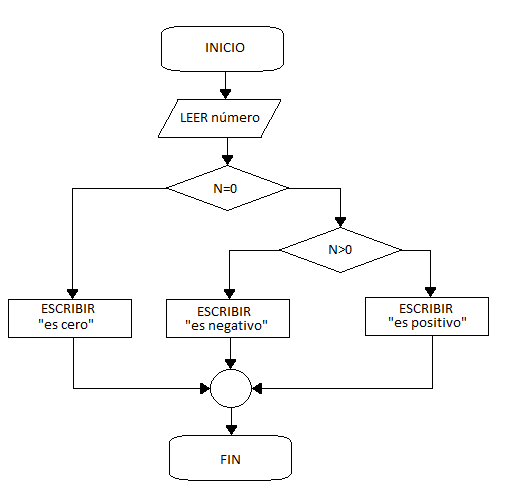 INICIO
LEER número
N=0
N>0
ESCRIBIR
"es cero"
ESCRIBIR
"es negativo"
ESCRIBIR
"es positivo"
FIN